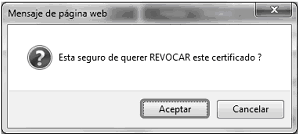 Mensaje de página web
Esta seguro de querer REVOCAR este certificado ?
Aceptar
Cancelar